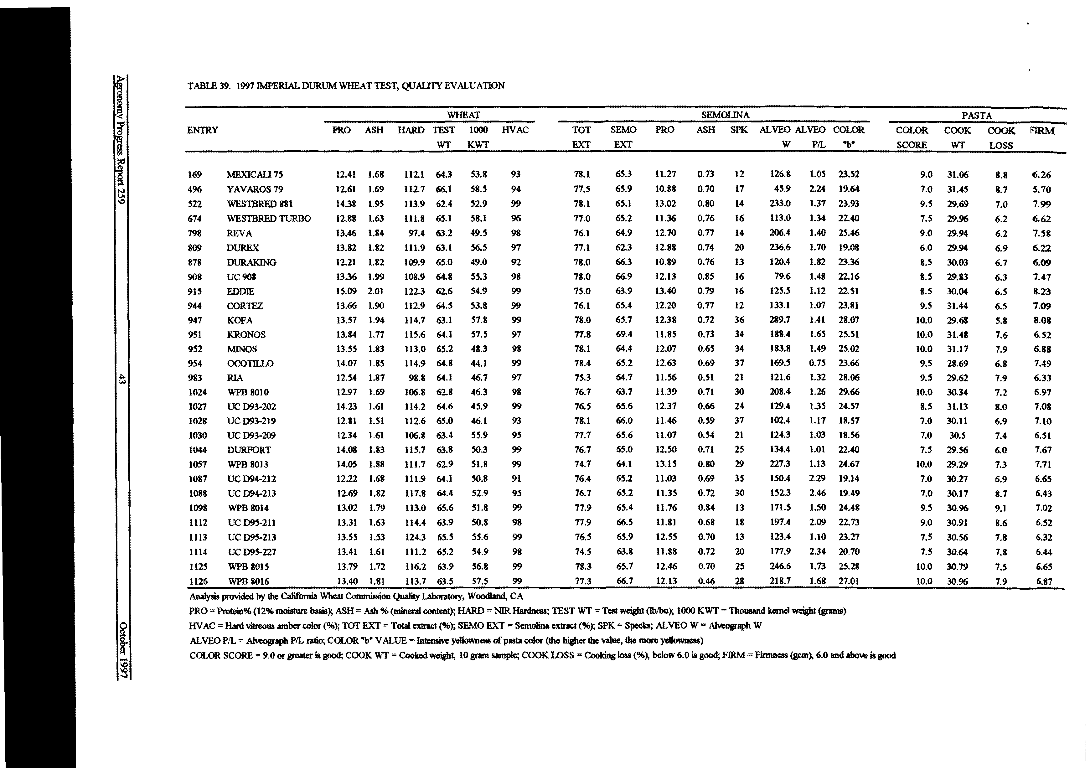 TABLE 39. 1997 IMPERIAL DURUM WHEAT TEST, QUALITY EVALUATION
WHEAT SEMOLINA PASTA
ENTRY PRO ASH HARD TEST 1000 HVAC TOT SEMO PRO ASH SPK ALVEO ALVEO COLOR COLOR COOK COOK FIRM
WT KWT EXT EXT W P/L "b" SCORE WT LOSS
169 MEXICALI 75 12.41 1.68 112.1 64.3 53.8 93 78.1 65.3 11.27 0.73 12 126.8 1.05 23.52 9.0 31.06 8.8 6.26
496 YAVAROS 79 12.61 1.69 112.7 66.1 58.5 94 77.5 65.9 10.88 0.70 17 45.9 2.24 19.64 7.0 31.45 8.7 5.70
522 WESTBRED 881 14.38 1.95 113.9 62.4 52.9 99 78.1 65.1 13.02 0.80 14 233.0 1.37 23.93 9.5 29.69 7.0 7.99
674 WESTBRED TURBO 12.88 1.63 111.8 65.1 58.1 96 77.0 65.2 11.36 0.76 16 113.0 1.34 22.40 7.5 29.96 6.2 6.62
798 REVA 13.46 1.84 97.4 63.2 49.5 98 76.1 64.9 12.70 0.77 14 206.4 1.40 25.46 9.0 29.94 6.2 7.58
809 DUREX 13.82 1.82 111.9 63.1 56.5 97 77.1 62.3 12.88 0.74 20 236.6 1.70 19.08 6.0 29.94 6.9 6.22
878 DURAKING 12.21 1.82 109.9 65.0 49.0 92 78.0 66.3 10.89 0.76 13 120.4 1.82 23.36 8.5 30.03 6.7 6.09
908 UC 908 13.36 1.99 108.9 64.8 55.3 98 78.0 66.9 12.13 0.85 16 79.6 1.48 22.16 8.5 29.83 6.3 7.47
915 EDDIE 15.09 2.01 122.3 62.6 54.9 99 75.0 63.9 13.40 0.79 16 125.5 1.12 22.51 8.5 30.04 6.5 8.23
944 CORTEZ 13.66 1.90 112.9 64.5 53.8 99 76.1 65.4 12.20 0.77 12 133.1 1.07 23.81 9.5 31.44 6.5 7.09
947 KOFA 13.57 1.94 114.7 63.1 57.8 99 78.0 65.7 12.38 0.72 36 289.7 1.41 28.07 10.0 29.68 5.8 8.08
951 KRONOS 13.84 1.77 115.6 64.1 57.5 97 77.8 69.4 11.85 0.73 34 188.4 1.65 25.51 10.0 31.48 7.6 6.52
952 MINOS 13.55 1.83 113.0 65.2 48.3 98 78.1 64.4 12.07 0.65 34 183.8 1.49 25.02 10.0 31.17 7.9 6.88
954 OCOTILLO 14.07 1.85 114.9 64.8 44.1 99 78.4 65.2 12.63 0.69 37 169.5 0.75 23.66 9.5 28.69 6.8 7.49
983 RIA 12.54 1.87 98.8 64.1 46.7 97 75.3 64.7 11.56 0.51 21 121.6 1.32 28.06 9.5 29.62 7.9 6.33
1024 WPB 8010 12.97 1.69 106.8 62.8 46.3 98 76.7 63.7 11.39 0.71 30 208.4 1.26 29.66 10.0 30.34 7.2 6.97
1027 UC D93-202 14.23 1.61 114.2 64.6 45.9 99 76.5 65.6 12.37 0.66 24 129.4 1.35 24.57 8.5 31.13 8.0 7.08
1028 UC D93-219 12.81 1.51 112.6 65.0 46.1 93 78.1 66.0 11.46 0.59 37 102.4 1.17 18.57 7.0 30.11 6.9 7.10
1030 UC D93-209 12.34 1.61 106.8 63.4 55.9 95 77.7 65.6 11.07 0.54 21 124.3 1.03 18.56 7.0 30.5 7.4 6.51
1044 DURFORT 14.08 1.83 115.7 63.8 50.3 99 76.7 65.0 12.50 0.71 25 134.4 1.01 22.40 7.5 29.56 6.0 7.67
1057 WPB 8013 14.05 1.88 111.7 62.9 51.8 99 74.7 64.1 13.15 0.80 29 227.3 1.13 24.67 10.0 29.29 7.3 7.71
1087 UC D94-212 12.22 1.68 111.9 64.1 50.8 91 76.4 65.2 11.03 0.69 35 150.4 2.29 19.14 7.0 30.27 6.9 6.65
1088 UC D94-213 12.69 1.82 117.8 64.4 52.9 95 76.7 65.2 11.35 0.72 30 152.3 2.46 19.49 7.0 30.17 8.7 6.43
1098 WPB 8014 13.02 1.79 113.0 65.6 51.8 99 77.9 65.4 11.76 0.84 13 171.5 1.50 24.48 9.5 30.96 9.1 7.02
1112 UC D95-211 13.31 1.63 114.4 63.9 50.8 98 77.9 66.5 11.81 0.68 18 197.4 2.09 22.73 9.0 30.91 8.6 6.52
1113 UC D95-213 13.55 1.53 124.3 65.5 55.6 99 76.5 65.9 12.55 0.70 13 123.4 1.10 23.27 7.5 30.56 7.8 6.32
1114 UC D95-227 13.41 1.61 111.2 65.2 54.9 98 74.5 63.8 11.88 0.72 20 177.9 2.34 20.70 7.5 30.64 7.8 6.44
1125 WPB 8015 13.79 1.72 116.2 63.9 56.8 99 78.3 65.7 12.46 0.70 25 246.6 1.73 25.28 10.0 30.79 7.5 6.65
1126 WPB 8016 13.40 1.81 113.7 63.5 57.5 99 77.3 66.7 12.13 0.46 28 218.7 1.68 27.01 10.0 30.96 7.9 6.87
Analysis provided by the California Wheat Commission Quality Laboratory, Woodland, CA
PRO = Protein% (12% moisture basis); ASH = Ash % (mineral content); HARD = NIR Hardness; TEST WT = Test weight (lb/bu); 1000 KWT = Thousand kernel weight (grams)
HVAC = Hard vitreous amber color (%); TOT EXT = Total extract (%); SEMO EXT = Semolina extract (%); SPK = Specks; ALVEO W = Alveograph W
ALVEO P/L = Alveograph P/L ratio; COLOR "b" VALUE = Intensive yellowness of pasta color (the higher the value, the more yellowness)
COLOR SCORE = 9.0 or greater is good; COOK WT = Cooked weight, 10 gram sample; COOK LOSS = Cooking loss (%), below 6.0 is good; FIRM = Firmness (gcm), 6.0 and above is good
Agronomy Progress Report 259
43
October 1997